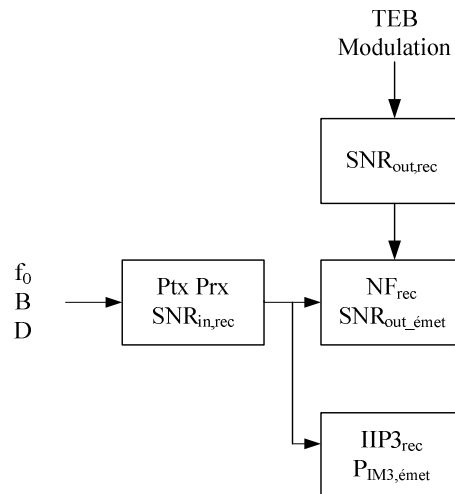 TEB
Modulation
SNRout,rec
f0
B
D
Ptx Prx
SNRin,rec
NFrec
SNRout_émet
IIP3rec
PIM3,émet